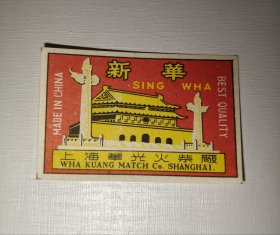 新華
SING WHA
MADE IN CHINA
BEST QUALITY
上海華光火柴廠
WHA KUANG MATCH Co. SHANGHAI.